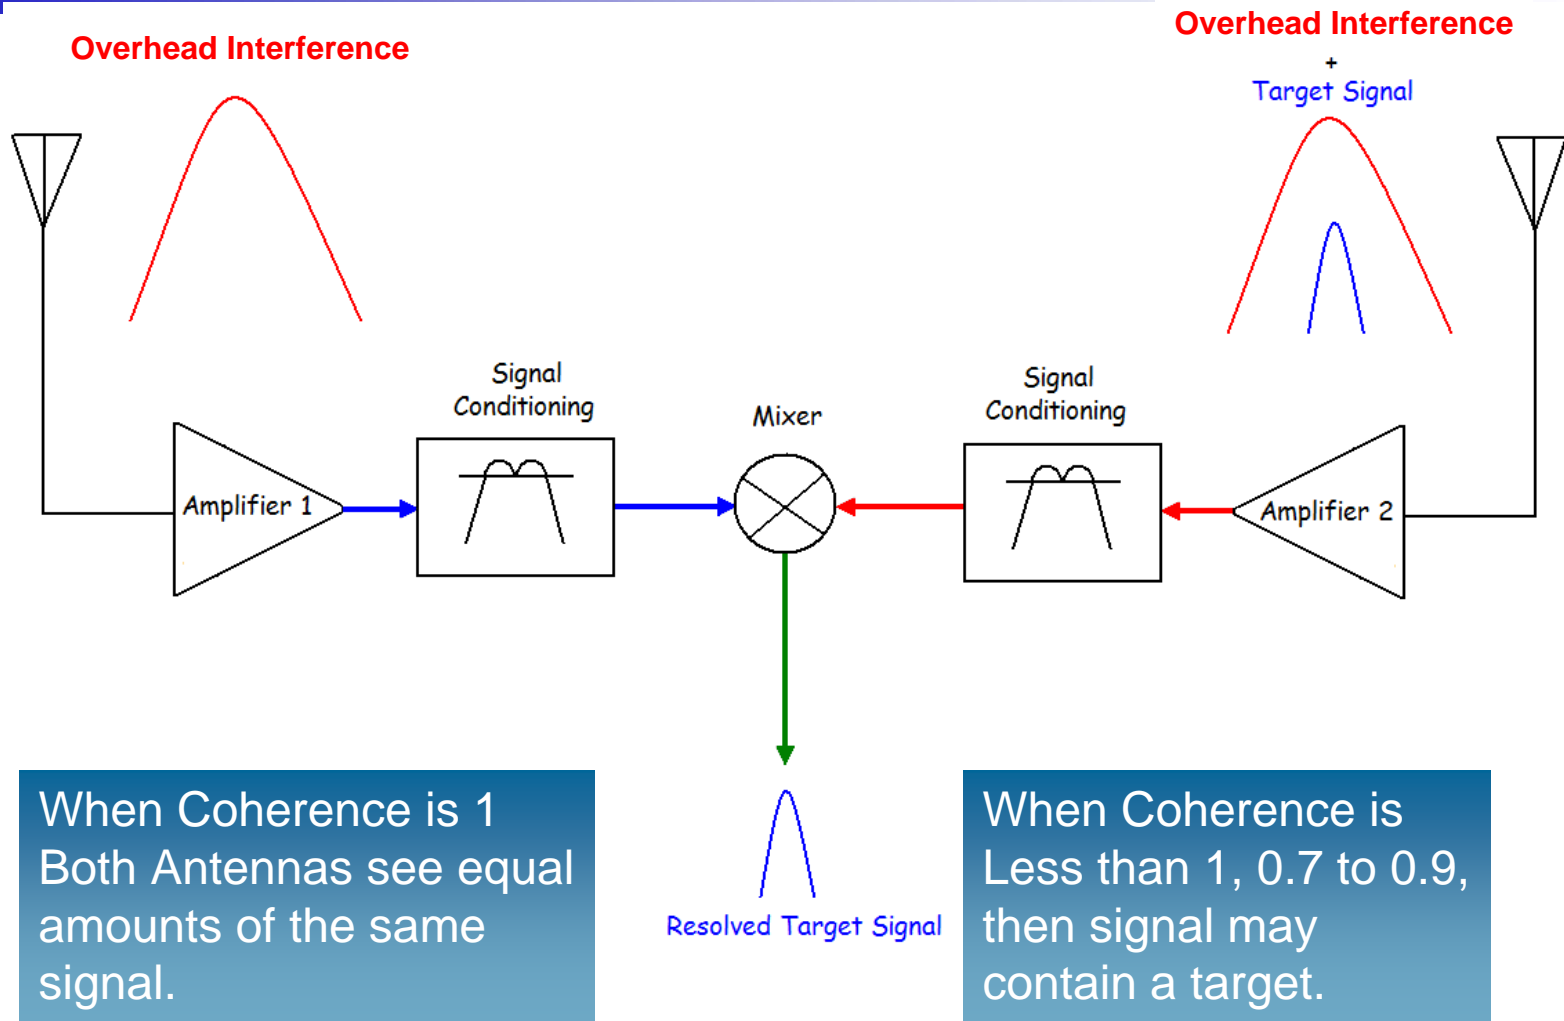 Overhead Interference
Overhead Interference
+
Target Signal
Signal
Conditioning
Mixer
Signal
Conditioning
Amplifier 1
Amplifier 2
When Coherence is 1
Both Antennas see equal
amounts of the same
signal.
Resolved Target Signal
When Coherence is
Less than 1, 0.7 to 0.9,
then signal may
contain a target.